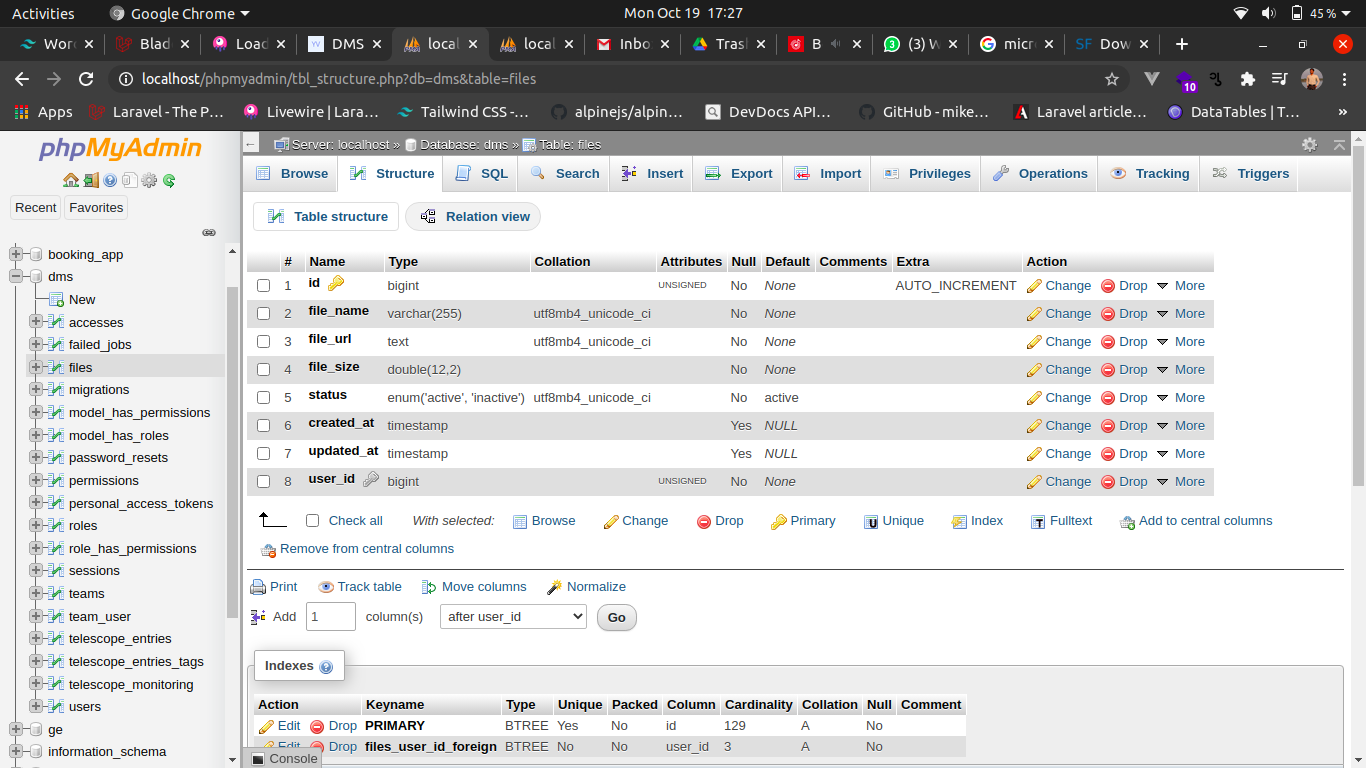 Activities Google Chrome Mon Oct 19 17:27 45 %
Word Blad Load DMS local local Inbo Trash B (3) W micr Dow
localhost/phpmyadmin/tbl_structure.php?db=dms&table=files 10
Apps Laravel - The P... Livewire | Lara... Tailwind CSS -... alpinejs/alpin... DevDocs API... GitHub - mike... Laravel article... DataTables | T... »
phpMyAdmin
Recent Favorites
booking_app
dms
New
accesses
failed_jobs
files
migrations
model_has_permissions
model_has_roles
password_resets
permissions
personal_access_tokens
roles
role_has_permissions
sessions
teams
team_user
telescope_entries
telescope_entries_tags
telescope_monitoring
users
ge
information_schema
Server: localhost » Database: dms » Table: files
Browse Structure SQL Search Insert Export Import Privileges Operations Tracking Triggers
Table structure Relation view
# Name Type Collation Attributes Null Default Comments Extra Action
1 id bigint UNSIGNED No None AUTO_INCREMENT Change Drop More
2 file_name varchar(255) utf8mb4_unicode_ci No None Change Drop More
3 file_url text utf8mb4_unicode_ci No None Change Drop More
4 file_size double(12,2) No None Change Drop More
5 status enum('active', 'inactive') utf8mb4_unicode_ci No active Change Drop More
6 created_at timestamp Yes NULL Change Drop More
7 updated_at timestamp Yes NULL Change Drop More
8 user_id bigint UNSIGNED No None Change Drop More
Check all With selected: Browse Change Drop Primary Unique Index Fulltext Add to central columns
Remove from central columns
Print Track table Move columns Normalize
Add 1 column(s) after user_id Go
Indexes
Action Keyname Type Unique Packed Column Cardinality Collation Null Comment
Edit Drop PRIMARY BTREE Yes No id 129 A No
Edit Drop files_user_id_foreign BTREE No No user_id 3 A No
Console